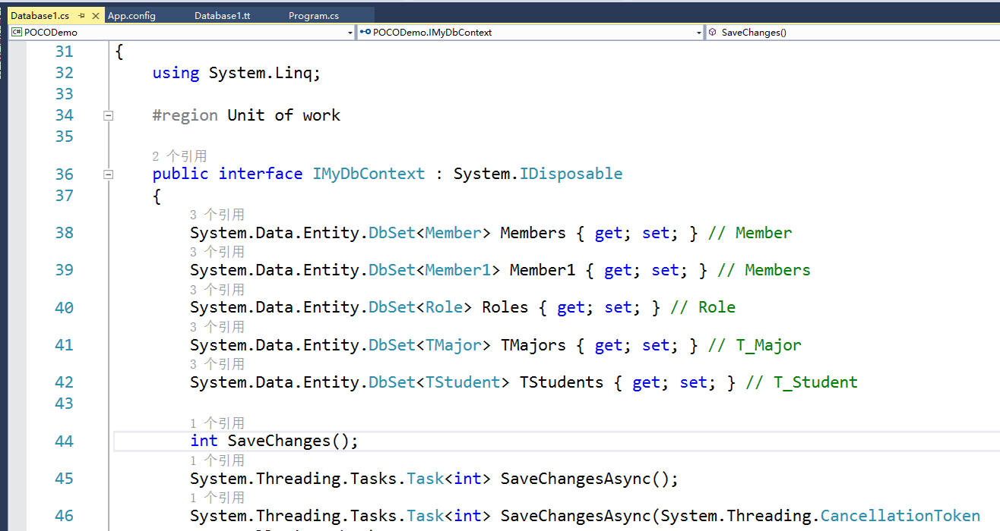 Database1.cs App.config Database1.tt Program.cs
C# POCODemo POCODemo.IMyDbContext SaveChanges()
31 {
32 using System.Linq;
33
34 #region Unit of work
35
2 个引用
36 public interface IMyDbContext : System.IDisposable
37 {
3 个引用
38 System.Data.Entity.DbSet<Member> Members { get; set; } // Member
3 个引用
39 System.Data.Entity.DbSet<Member1> Member1 { get; set; } // Members
3 个引用
40 System.Data.Entity.DbSet<Role> Roles { get; set; } // Role
3 个引用
41 System.Data.Entity.DbSet<TMajor> TMajors { get; set; } // T_Major
3 个引用
42 System.Data.Entity.DbSet<TStudent> TStudents { get; set; } // T_Student
43
1 个引用
44 int SaveChanges();
1 个引用
45 System.Threading.Tasks.Task<int> SaveChangesAsync();
1 个引用
46 System.Threading.Tasks.Task<int> SaveChangesAsync(System.Threading.CancellationToken